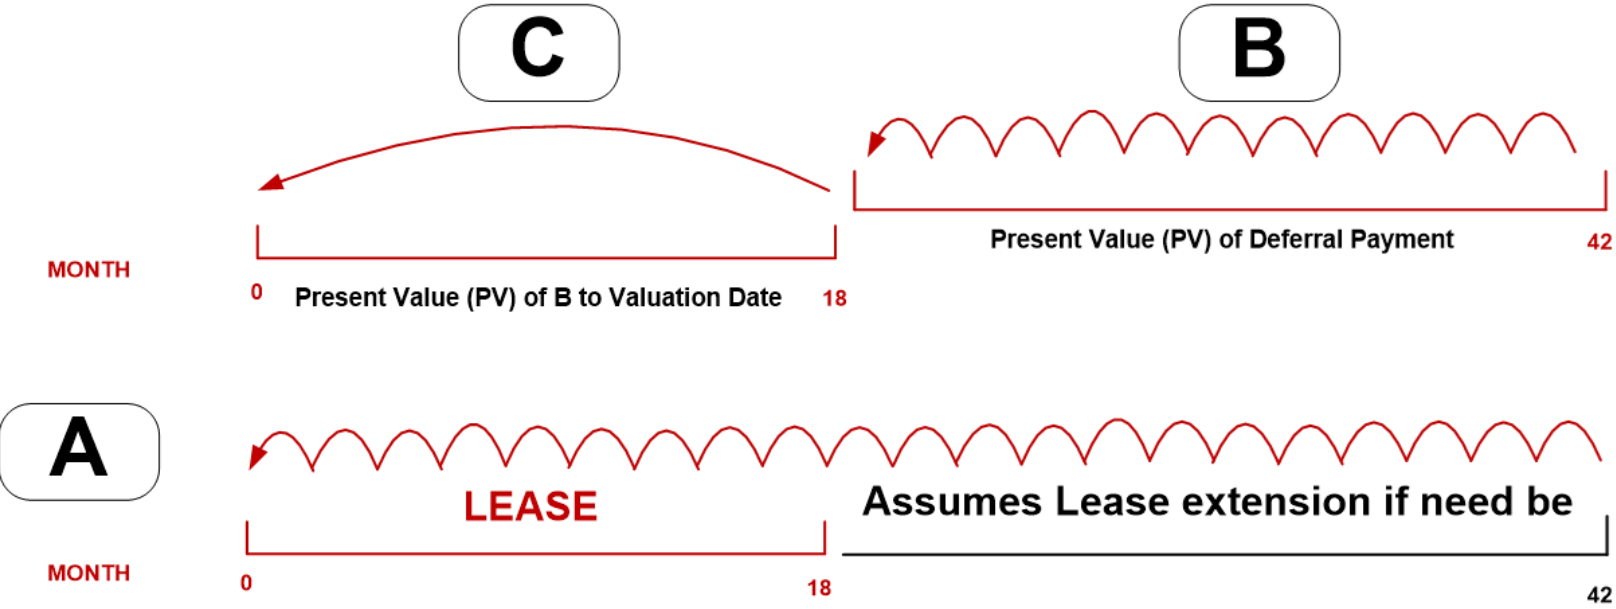 C
B
Present Value (PV) of Deferral Payment
42
MONTH
0
Present Value (PV) of B to Valuation Date
18
A
LEASE
Assumes Lease extension if need be
MONTH
0
18
42